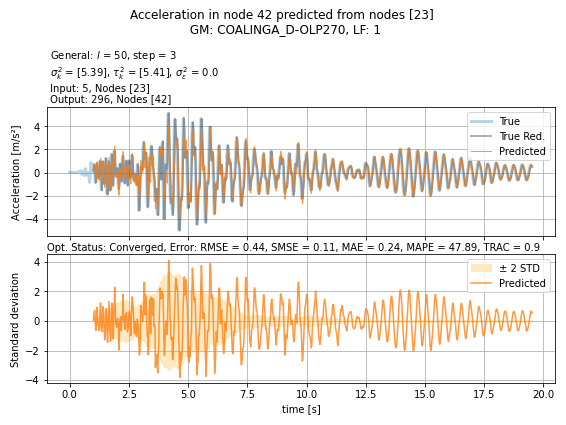 Acceleration in node 42 predicted from nodes [23]
GM: COALINGA_D-OLP270, LF: 1
General: l = 50, step = 3
σ²ₖ = [5.39], τ²ₖ = [5.41], σ²ᵣ = 0.0
Input: 5, Nodes [23]
Output: 296, Nodes [42]
True
True Red.
Predicted
Acceleration [m/s²]
4
2
0
−2
−4
Opt. Status: Converged, Error: RMSE = 0.44, SMSE = 0.11, MAE = 0.24, MAPE = 47.89, TRAC = 0.9
± 2 STD
Predicted
Standard deviation
4
2
0
−2
−4
0.0 2.5 5.0 7.5 10.0 12.5 15.0 17.5 20.0
time [s]